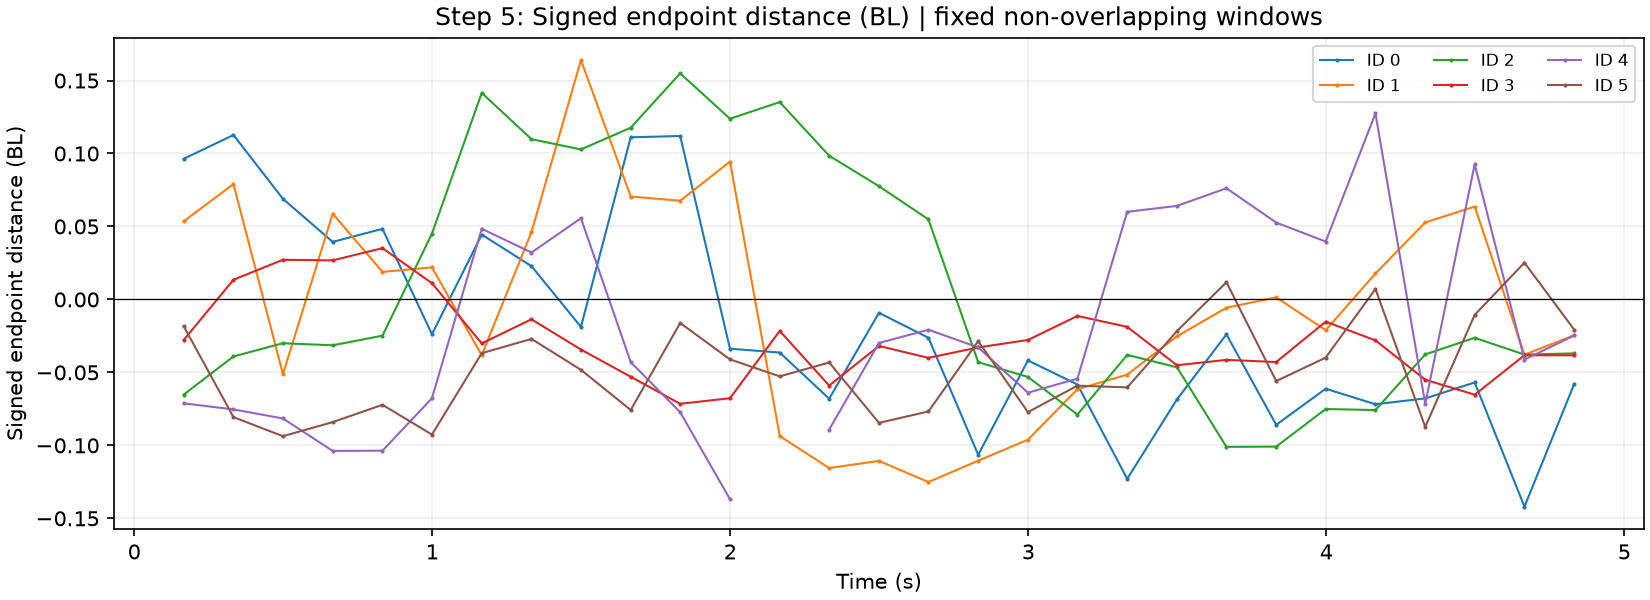 Step 5: Signed endpoint distance (BL) | fixed non-overlapping windows
Signed endpoint distance (BL)
0.15
0.10
0.05
0.00
−0.05
−0.10
−0.15
ID 0 ID 2 ID 4
ID 1 ID 3 ID 5
0 1 2 3 4 5
Time (s)